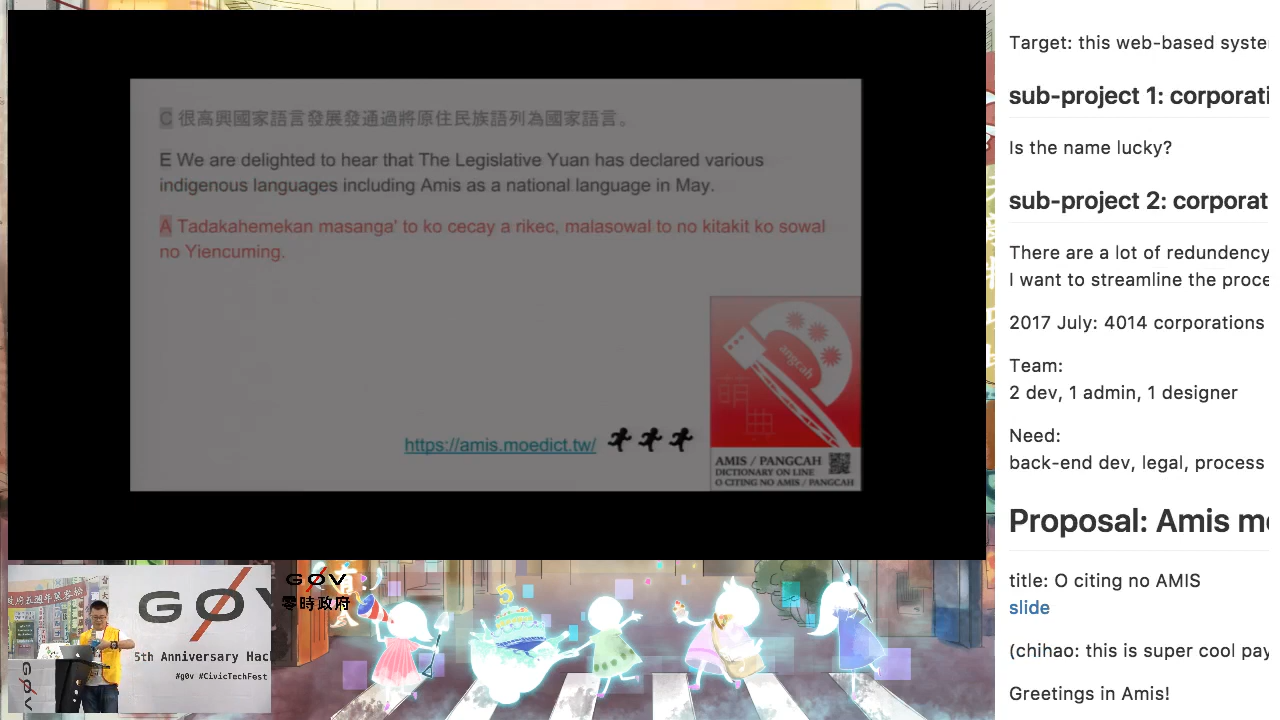 C 很高興國家語言發展發通過將原住民族語列為國家語言。
E We are delighted to hear that The Legislative Yuan has declared various
indigenous languages including Amis as a national language in May.
A Tadakahemekan masanga' to ko cecay a rikec, malasowal to no kitakit ko sowal
no Yiencuming.
https://amis.moedict.tw/
angcah
萌
典
AMIS / PANGCAH
DICTIONARY ON LINE
O CITING NO AMIS / PANGCAH
GØV
5th Anniversary Hac
#g0v #CivicTechFest
GØV
零時政府
5
Target: this web-based syste
sub-project 1: corporati
Is the name lucky?
sub-project 2: corporat
There are a lot of redundency
I want to streamline the proce
2017 July: 4014 corporations
Team:
2 dev, 1 admin, 1 designer
Need:
back-end dev, legal, process
Proposal: Amis mo
title: O citing no AMIS
slide
(chihao: this is super cool pay
Greetings in Amis!